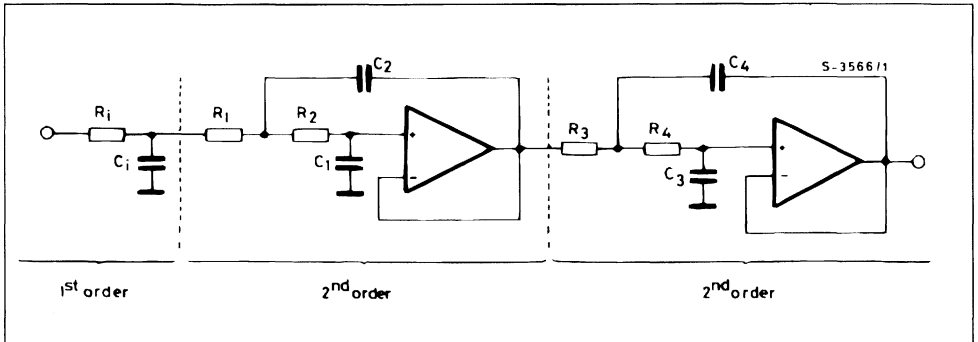 C2
C4
S-3566/1
Ri
R1
R2
R3
R4
+
+
Ci
C1
C3
−
−
1st order
2nd order
2nd order